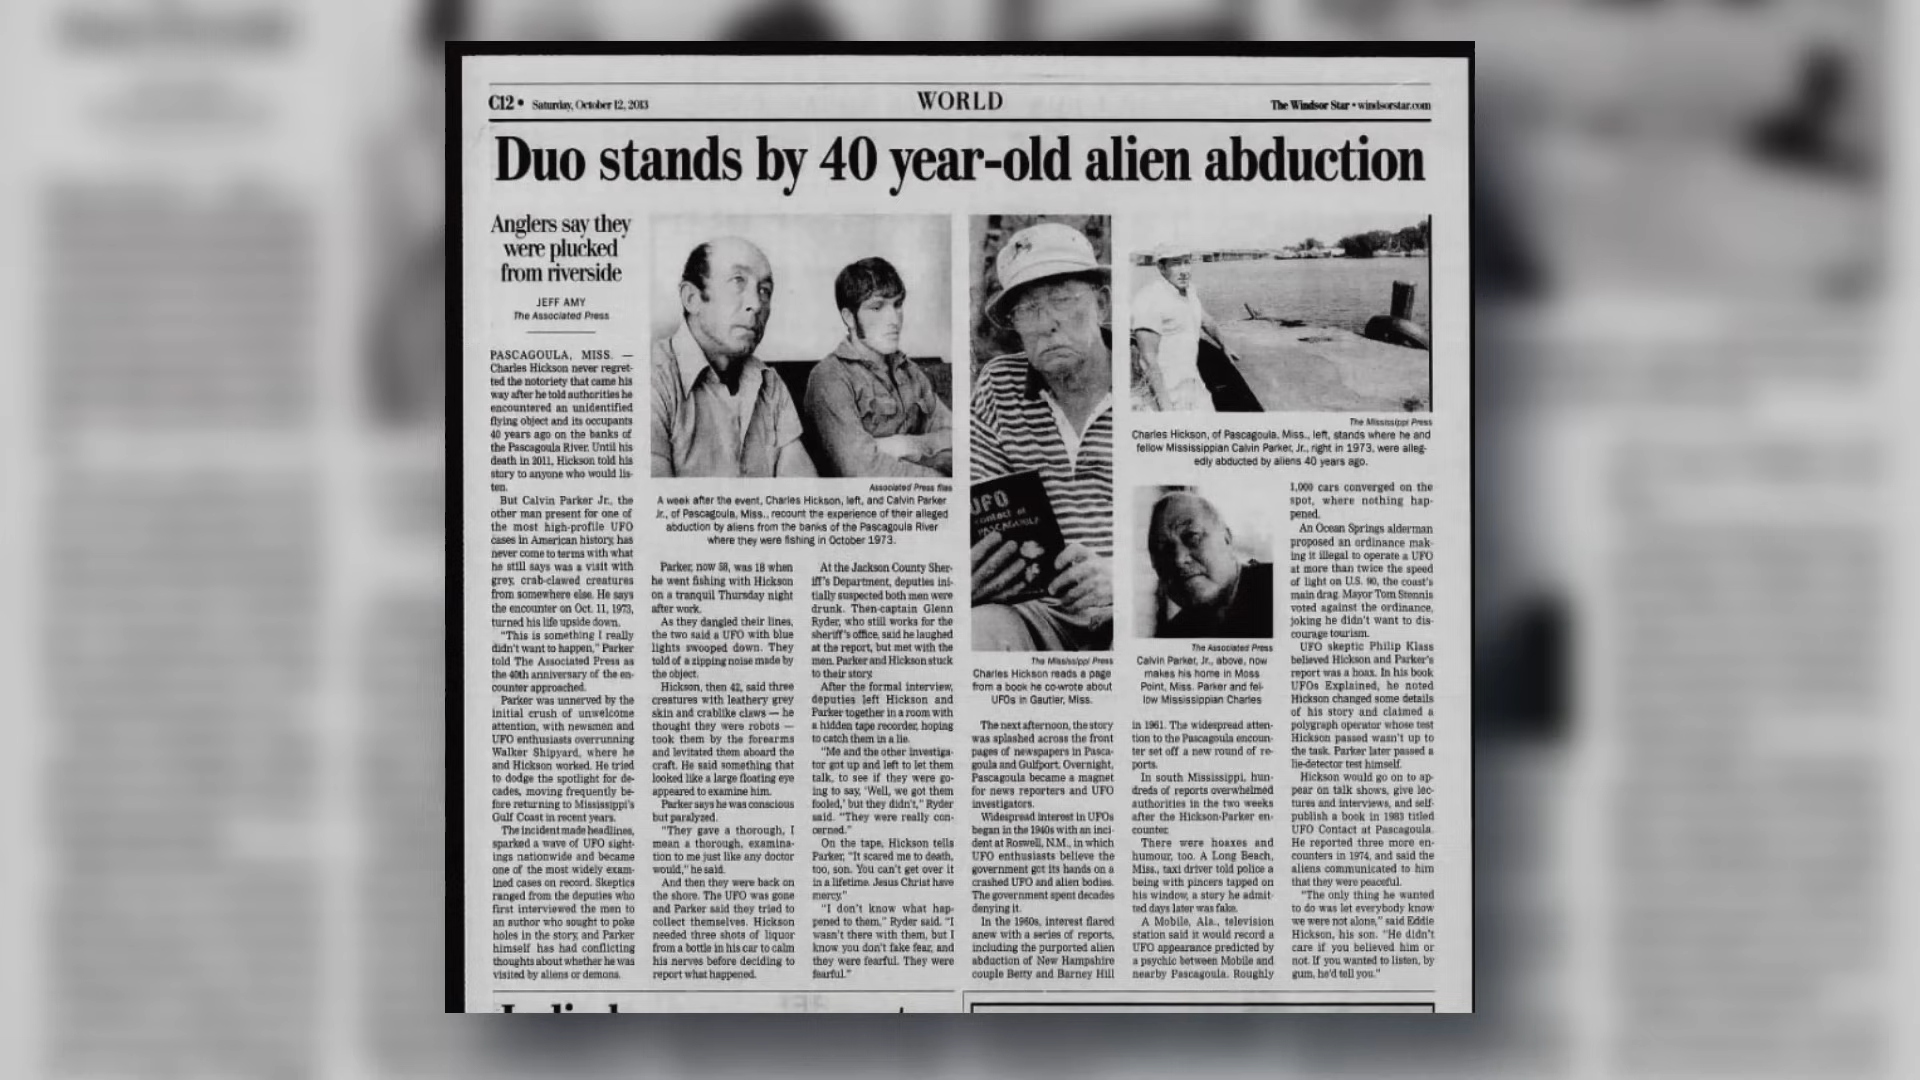 C12 • Saturday, October 12, 2013
WORLD
The Windsor Star • windsorstar.com
Duo stands by 40 year-old alien abduction
Anglers say they
were plucked
from riverside
JEFF AMY
The Associated Press
PASCAGOULA, MISS. —
Charles Hickson never regret-
ted the notoriety that came his
way after he told authorities he
encountered an unidentified
flying object and its occupants
40 years ago on the banks of
the Pascagoula River. Until his
death in 2011, Hickson told his
story to anyone who would lis-
ten.
But Calvin Parker Jr., the
other man present for one of
the most high-profile UFO
cases in American history, has
never come to terms with what
he still says was a visit with
grey, crab-clawed creatures
from somewhere else. He says
the encounter on Oct. 11, 1973,
turned his life upside down.
"This is something I really
didn't want to happen," Parker
told The Associated Press as
the 40th anniversary of the en-
counter approached.
Parker was unnerved by the
initial crush of unwelcome
attention, with newsmen and
UFO enthusiasts overrunning
Walker Shipyard, where he
and Hickson worked. He tried
to dodge the spotlight for de-
cades, moving frequently be-
fore returning to Mississippi's
Gulf Coast in recent years.
The incident made headlines,
sparked a wave of UFO sight-
ings nationwide and became
one of the most widely exam-
ined cases on record. Skeptics
ranged from the deputies who
first interviewed the men to
an author who sought to poke
holes in the story, and Parker
himself has had conflicting
thoughts about whether he was
visited by aliens or demons.
Associated Press files
A week after the event, Charles Hickson, left, and Calvin Parker
Jr., of Pascagoula, Miss., recount the experience of their alleged
abduction by aliens from the banks of the Pascagoula River
where they were fishing in October 1973.
Parker, now 58, was 18 when
he went fishing with Hickson
on a tranquil Thursday night
after work.
As they dangled their lines,
the two said a UFO with blue
lights swooped down. They
told of a zipping noise made by
the object.
Hickson, then 42, said three
creatures with leathery grey
skin and crablike claws — he
thought they were robots —
took them by the forearms
and levitated them aboard the
craft. He said something that
looked like a large floating eye
appeared to examine him.
Parker says he was conscious
but paralyzed.
"They gave a thorough, I
mean a thorough, examina-
tion to me just like any doctor
would," he said.
And then they were back on
the shore. The UFO was gone
and Parker said they tried to
collect themselves. Hickson
needed three shots of liquor
from a bottle in his car to calm
his nerves before deciding to
report what happened.
At the Jackson County Sher-
iff's Department, deputies ini-
tially suspected both men were
drunk. Then-captain Glenn
Ryder, who still works for the
sheriff's office, said he laughed
at the report, but met with the
men. Parker and Hickson stuck
to their story.
After the formal interview,
deputies left Hickson and
Parker together in a room with
a hidden tape recorder, hoping
to catch them in a lie.
"Me and the other investiga-
tor got up and left to let them
talk, to see if they were go-
ing to say, 'Well, we got them
fooled,' but they didn't," Ryder
said. "They were really con-
cerned."
On the tape, Hickson tells
Parker, "It scared me to death,
too, son. You can't get over it
in a lifetime. Jesus Christ have
mercy."
"I don't know what hap-
pened to them," Ryder said. "I
wasn't there with them, but I
know you don't fake fear, and
they were fearful. They were
fearful."
UFO
Contact at
PASCAGOULA
The Mississippi Press
Charles Hickson reads a page
from a book he co-wrote about
UFOs in Gautier, Miss.
The next afternoon, the story
was splashed across the front
pages of newspapers in Pasca-
goula and Gulfport. Overnight,
Pascagoula became a magnet
for news reporters and UFO
investigators.
Widespread interest in UFOs
began in the 1940s with an inci-
dent at Roswell, N.M., in which
UFO enthusiasts believe the
government got its hands on a
crashed UFO and alien bodies.
The government spent decades
denying it.
In the 1960s, interest flared
anew with a series of reports,
including the purported alien
abduction of New Hampshire
couple Betty and Barney Hill
The Mississippi Press
Charles Hickson, of Pascagoula, Miss., left, stands where he and
fellow Mississippian Calvin Parker, Jr., right in 1973, were alleg-
edly abducted by aliens 40 years ago.
The Associated Press
Calvin Parker, Jr., above, now
makes his home in Moss
Point, Miss. Parker and fel-
low Mississippian Charles
in 1961. The widespread atten-
tion to the Pascagoula encoun-
ter set off a new round of re-
ports.
In south Mississippi, hun-
dreds of reports overwhelmed
authorities in the two weeks
after the Hickson-Parker en-
counter.
There were hoaxes and
humour, too. A Long Beach,
Miss., taxi driver told police a
being with pincers tapped on
his window, a story he admit-
ted days later was fake.
A Mobile, Ala., television
station said it would record a
UFO appearance predicted by
a psychic between Mobile and
nearby Pascagoula. Roughly
1,000 cars converged on the
spot, where nothing hap-
pened.
An Ocean Springs alderman
proposed an ordinance mak-
ing it illegal to operate a UFO
at more than twice the speed
of light on U.S. 90, the coast's
main drag. Mayor Tom Stennis
voted against the ordinance,
joking he didn't want to dis-
courage tourism.
UFO skeptic Philip Klass
believed Hickson and Parker's
report was a hoax. In his book
UFOs Explained, he noted
Hickson changed some details
of his story and claimed a
polygraph operator whose test
Hickson passed wasn't up to
the task. Parker later passed a
lie-detector test himself.
Hickson would go on to ap-
pear on talk shows, give lec-
tures and interviews, and self-
publish a book in 1983 titled
UFO Contact at Pascagoula.
He reported three more en-
counters in 1974, and said the
aliens communicated to him
that they were peaceful.
"The only thing he wanted
to do was let everybody know
we were not alone," said Eddie
Hickson, his son. "He didn't
care if you believed him or
not. If you wanted to listen, by
gum, he'd tell you."